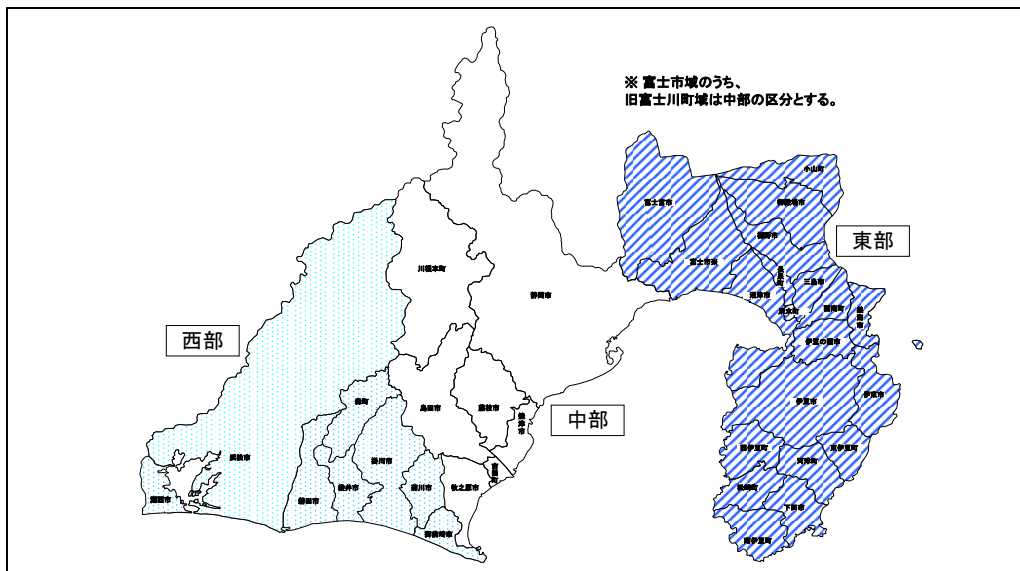 ※ 富士市域のうち、
旧富士川町域は中部の区分とする。
小山町
富士宮市
御殿場市
裾野市
東部
富士市※
長泉町
三島市
川根本町
静岡市
沼津市
清水町
函南町
熱海市
西部
伊豆の国市
森町
島田市
藤枝市
焼津市
中部
伊豆市
伊東市
浜松市
掛川市
吉田町
西伊豆町
東伊豆町
河津町
湖西市
磐田市
袋井市
菊川市
牧之原市
松崎町
下田市
御前崎市
南伊豆町